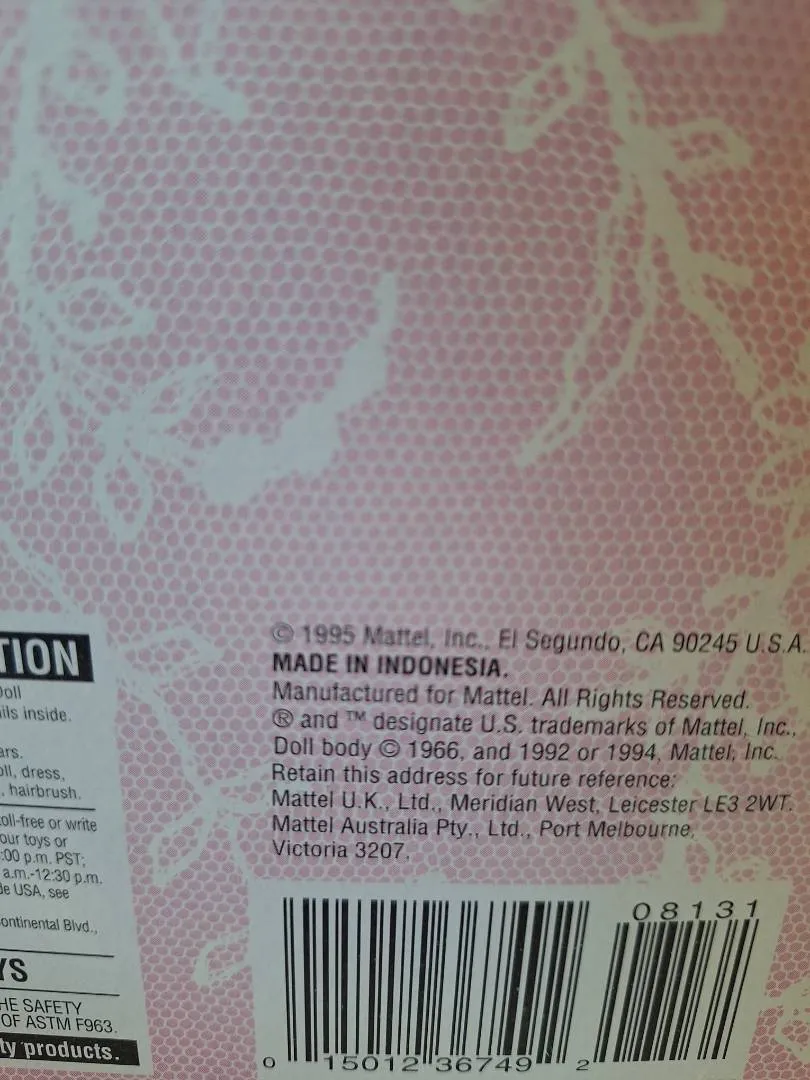 TION
Doll
ils inside.
ars.
oll, dress,
, hairbrush.
oll-free or write
our toys or
:00 p.m. PST;
a.m.-12:30 p.m.
de USA, see
ontinental Blvd.,
YS
HE SAFETY
OF ASTM F963.
ty products.
© 1995 Mattel, Inc., El Segundo, CA 90245 U.S.A.
MADE IN INDONESIA.
Manufactured for Mattel. All Rights Reserved.
® and ™ designate U.S. trademarks of Mattel, Inc.,
Doll body © 1966, and 1992 or 1994, Mattel, Inc.
Retain this address for future reference:
Mattel U.K., Ltd., Meridian West, Leicester LE3 2WT.
Mattel Australia Pty., Ltd., Port Melbourne,
Victoria 3207.
08131
0 15012 36749 2